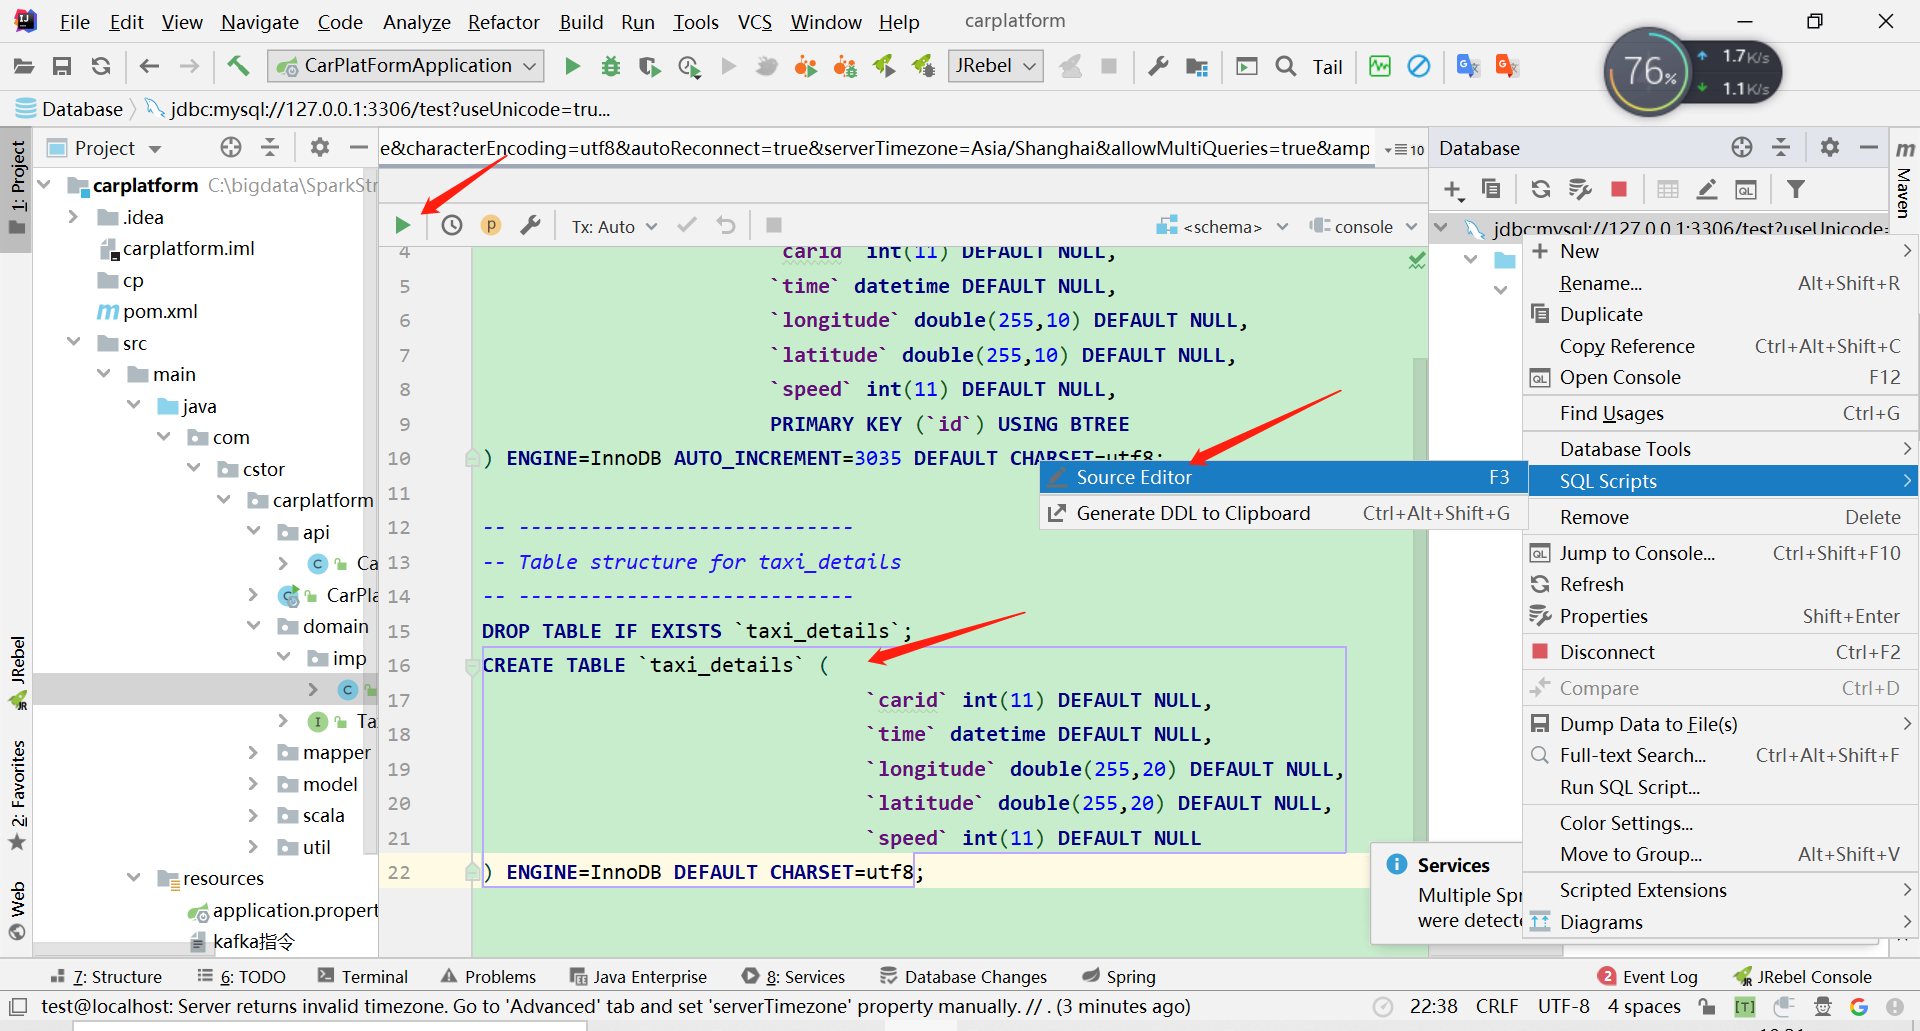 File Edit View Navigate Code Analyze Refactor Build Run Tools VCS Window Help carplatform
CarPlatFormApplication JRebel Tail
76%
1.7K/s
1.1K/s
Database jdbc:mysql://127.0.0.1:3306/test?useUnicode=tru...
1: Project
JRebel
2: Favorites
Web
Project
carplatform C:\bigdata\SparkStr
.idea
carplatform.iml
cp
pom.xml
src
main
java
com
cstor
carplatform
api
Ca
CarPla
domain
imp
Ta
mapper
model
scala
util
resources
application.propert
kafka指令
e&characterEncoding=utf8&autoReconnect=true&serverTimezone=Asia/Shanghai&allowMultiQueries=true&amp
10
Tx: Auto <schema> console
4 `carid` int(11) DEFAULT NULL,
5 `time` datetime DEFAULT NULL,
6 `longitude` double(255,10) DEFAULT NULL,
7 `latitude` double(255,10) DEFAULT NULL,
8 `speed` int(11) DEFAULT NULL,
9 PRIMARY KEY (`id`) USING BTREE
10 ) ENGINE=InnoDB AUTO_INCREMENT=3035 DEFAULT CHARSET=utf8;
11
12 -- ----------------------------
13 -- Table structure for taxi_details
14 -- ----------------------------
15 DROP TABLE IF EXISTS `taxi_details`;
16 CREATE TABLE `taxi_details` (
17 `carid` int(11) DEFAULT NULL,
18 `time` datetime DEFAULT NULL,
19 `longitude` double(255,20) DEFAULT NULL,
20 `latitude` double(255,20) DEFAULT NULL,
21 `speed` int(11) DEFAULT NULL
22 ) ENGINE=InnoDB DEFAULT CHARSET=utf8;
Source Editor F3
Generate DDL to Clipboard Ctrl+Alt+Shift+G
Database
jdbc:mysql://127.0.0.1:3306/test?useUnicode=
m Maven
New
Rename... Alt+Shift+R
Duplicate
Copy Reference Ctrl+Alt+Shift+C
Open Console F12
Find Usages Ctrl+G
Database Tools
SQL Scripts
Remove Delete
Jump to Console... Ctrl+Shift+F10
Refresh
Properties Shift+Enter
Disconnect Ctrl+F2
Compare Ctrl+D
Dump Data to File(s)
Full-text Search... Ctrl+Alt+Shift+F
Run SQL Script...
Color Settings...
Move to Group... Alt+Shift+V
Scripted Extensions
Diagrams
Services
Multiple Spr
were detecte
7: Structure 6: TODO Terminal Problems Java Enterprise 8: Services Database Changes Spring 2 Event Log JRebel Console
test@localhost: Server returns invalid timezone. Go to 'Advanced' tab and set 'serverTimezone' property manually. // . (3 minutes ago) 22:38 CRLF UTF-8 4 spaces [T]